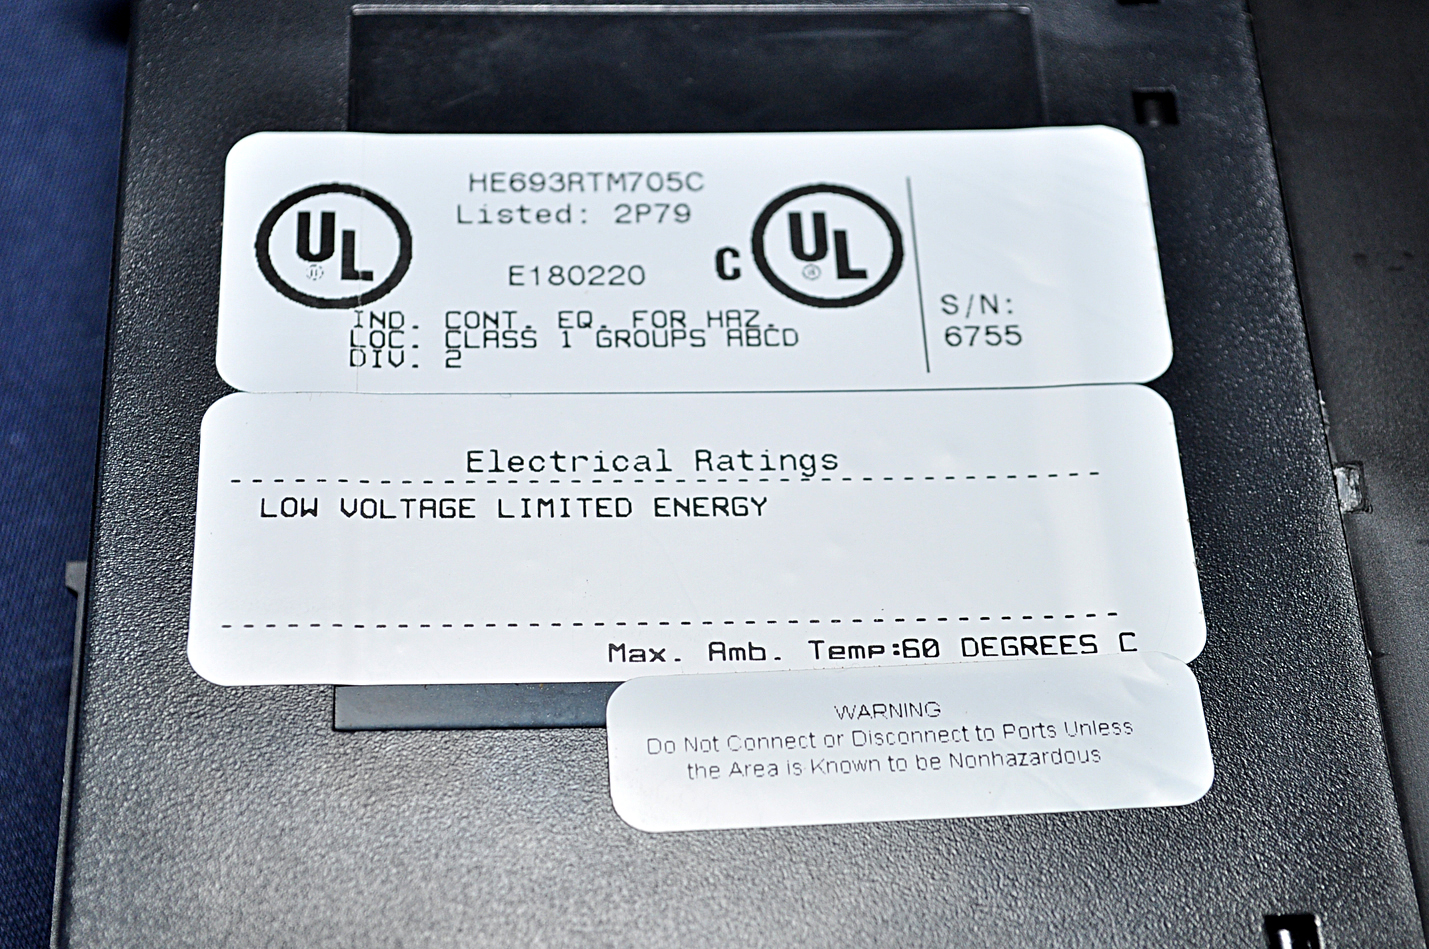 HE693RTM705C
Listed: 2P79
UL
E180220
C UL
IND. CONT. EQ. FOR HAZ.
LOC. CLASS 1 GROUPS ABCD
DIV. 2
S/N:
6755
Electrical Ratings
LOW VOLTAGE LIMITED ENERGY
Max. Amb. Temp:60 DEGREES C
WARNING
Do Not Connect or Disconnect to Ports Unless
the Area is Known to be Nonhazardous